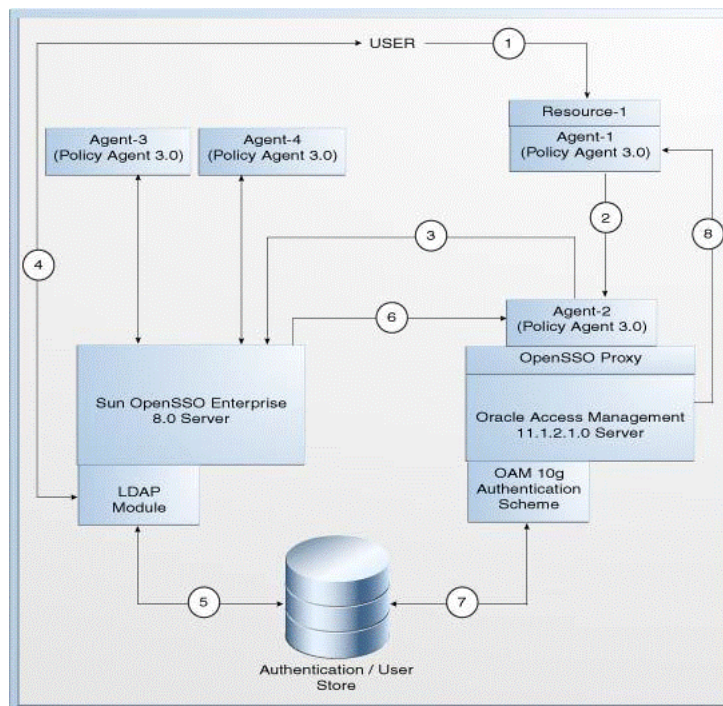 USER
1
Resource-1
Agent-1
(Policy Agent 3.0)
Agent-3
(Policy Agent 3.0)
Agent-4
(Policy Agent 3.0)
2
8
3
4
Agent-2
(Policy Agent 3.0)
6
OpenSSO Proxy
Sun OpenSSO Enterprise
8.0 Server
Oracle Access Management
11.1.2.1.0 Server
LDAP
Module
OAM 10g
Authentication
Scheme
5
7
Authentication / User
Store